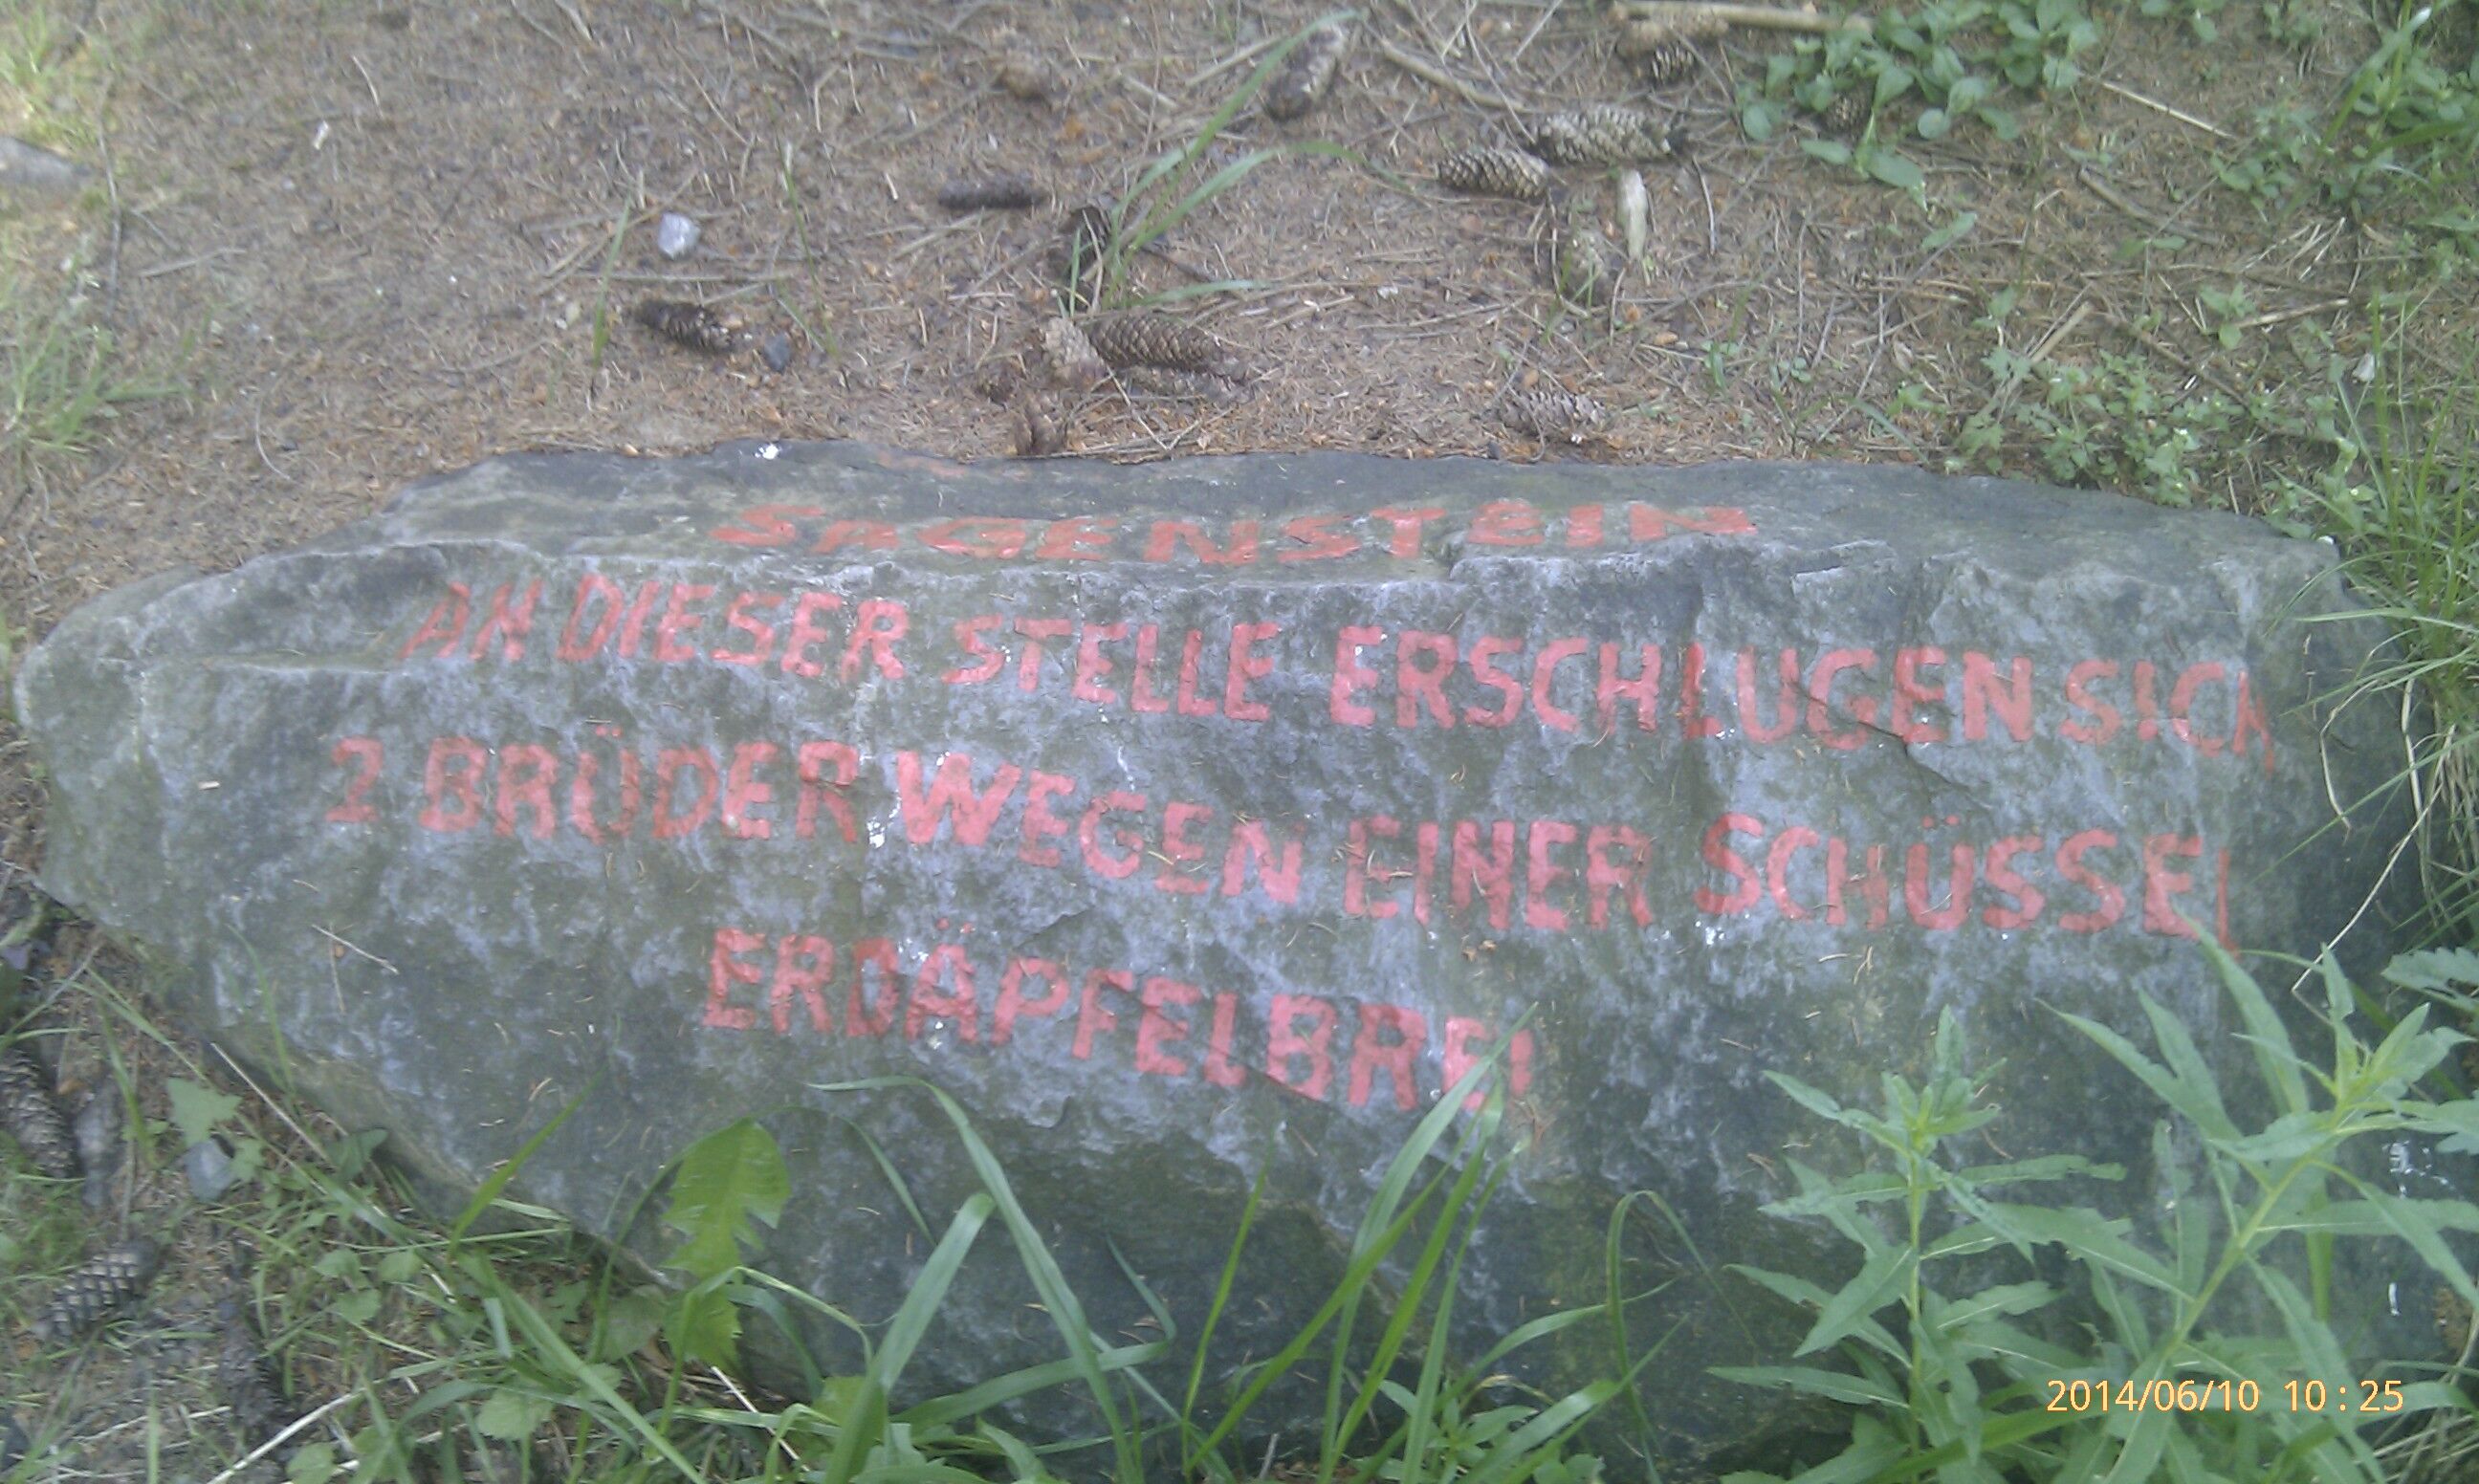 SAGENSTEIN
AN DIESER STELLE ERSCHLUGEN SICH
2 BRÜDER WEGEN EINER SCHÜSSEL
ERDÄPFELBREI
2014/06/10 10:25